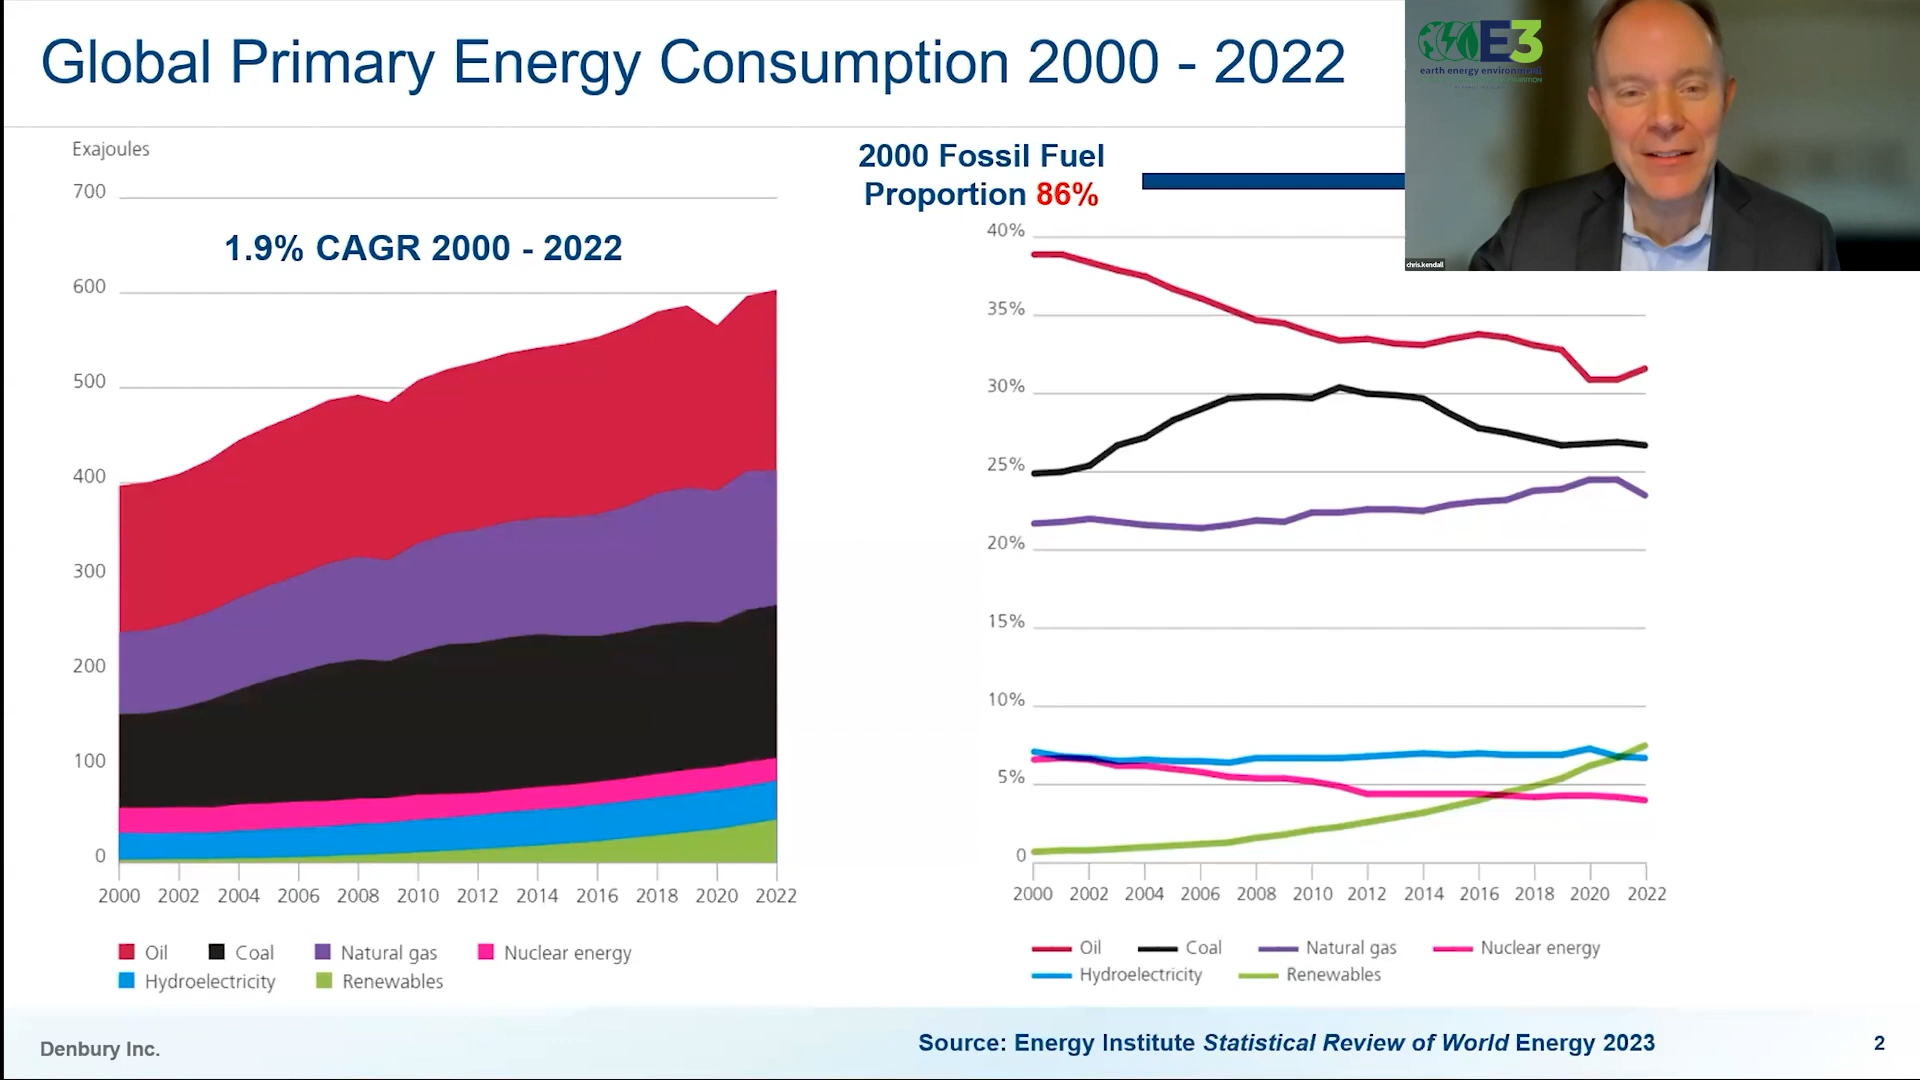 Global Primary Energy Consumption 2000 - 2022
E3
earth energy environment
chris.kendall
Exajoules
700
600
500
400
300
200
100
0
1.9% CAGR 2000 - 2022
2000 2002 2004 2006 2008 2010 2012 2014 2016 2018 2020 2022
Oil Coal Natural gas Nuclear energy
Hydroelectricity Renewables
2000 Fossil Fuel
Proportion 86%
40%
35%
30%
25%
20%
15%
10%
5%
0
2000 2002 2004 2006 2008 2010 2012 2014 2016 2018 2020 2022
Oil Coal Natural gas Nuclear energy
Hydroelectricity Renewables
Denbury Inc.
Source: Energy Institute Statistical Review of World Energy 2023
2